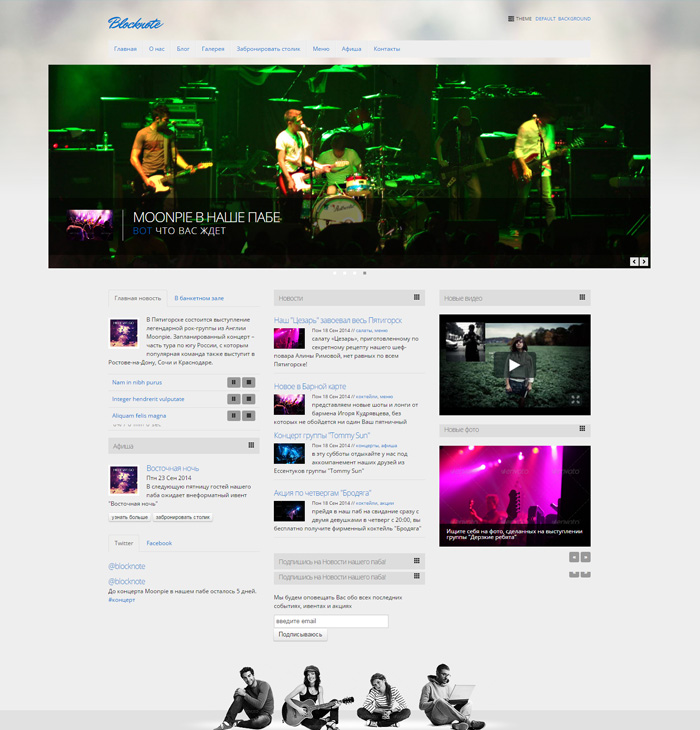 Blocknote
THEME DEFAULT BACKGROUND
Главная О нас Блог Галерея Забронировать столик Меню Афиша Контакты
MOONPIE В НАШЕ ПАБЕ
ВОТ ЧТО ВАС ЖДЕТ
Главная новость В банкетном зале
В Пятигорске состоится выступление
легендарной рок-группы из Англии
Moonpie. Запланированный концерт –
часть тура по югу России, с которым
популярная команда также выступит в
Ростове-на-Дону, Сочи и Краснодаре.
Nam in nibh purus
Integer hendrerit vulputate
Aliquam felis magna
Афиша
Восточная ночь
Птн 23 Сен 2014
В следующую пятницу гостей нашего
паба ожидает внеформатный ивент
"Восточная ночь"
узнать больше забронировать столик
Twitter Facebook
@blocknote
@blocknote
До концерта Moonpie в нашем пабе осталось 5 дней.
#концерт
Новости
Наш "Цезарь" завоевал весь Пятигорск
Пон 18 Сен 2014 // салаты, меню
салату «Цезарь», приготовленному по
секретному рецепту нашего шеф-
повара Алины Римовой, нет равных по всем
Пятигорске!
Новое в Барной карте
Пон 18 Сен 2014 // коктейли, меню
представляем новые шоты и лонги от
бармена Игоря Кудрявцева, без
которых не обойдется ни один Ваш пятничный
Концерт группы "Tommy Sun"
Пон 18 Сен 2014 // концерты, афиша
в эту субботы отдыхайте у нас под
аккомпанемент наших друзей из
Ессентуков группы "Tommy Sun"
Акция по четвергам "Бродяга"
Пон 18 Сен 2014 // коктейли, акции
прейдя в наш паб на свидание сразу с
двумя девушками в четверг с 20:00, вы
бесплатно получите фирменный коктейль "Бродяга"
Подпишись на Новости нашего паба!
Подпишись на Новости нашего паба!
Мы будем оповещать Вас обо всех последних
событиях, ивентах и акциях
введите email
Подписываюсь
Новые видео
Новые фото
Ищите себя на фото, сделанных на выступлении
группы "Дерзкие ребята"